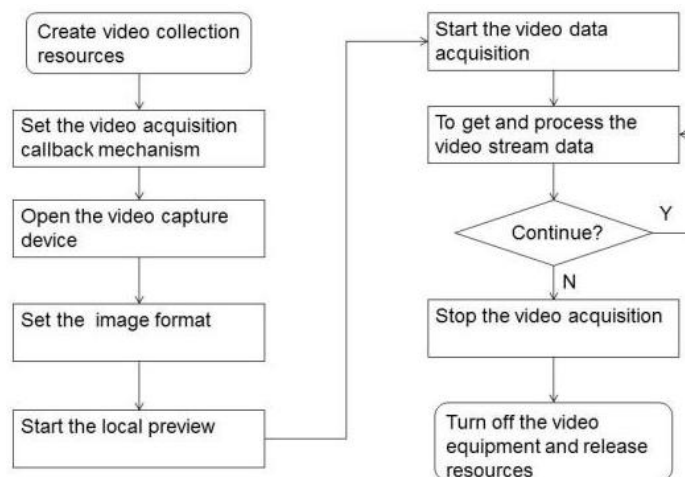 Create video collection
resources
Set the video acquisition
callback mechanism
Open the video capture
device
Set the image format
Start the local preview
Start the video data
acquisition
To get and process the
video stream data
Continue?
Y
N
Stop the video acquisition
Turn off the video
equipment and release
resources